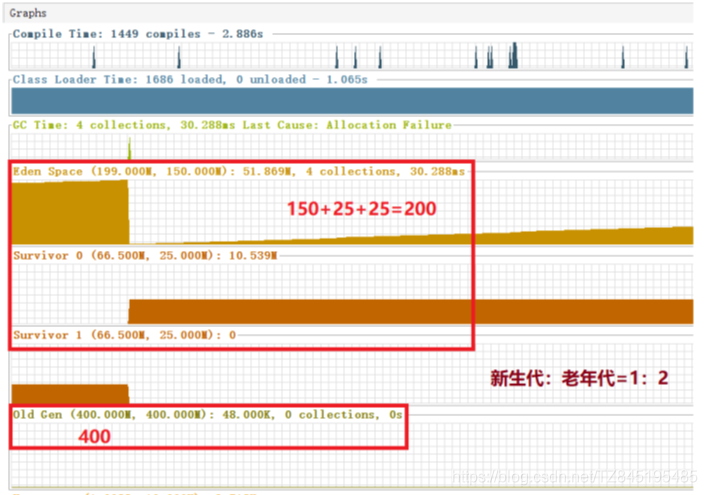 Graphs
Compile Time: 1449 compiles - 2.886s
Class Loader Time: 1686 loaded, 0 unloaded - 1.065s
GC Time: 4 collections, 30.288ms Last Cause: Allocation Failure
Eden Space (199.000M, 150.000M): 51.869M, 4 collections, 30.288ms
150+25+25=200
Survivor 0 (66.500M, 25.000M): 10.539M
Survivor 1 (66.500M, 25.000M): 0
新生代：老年代=1：2
Old Gen (400.000M, 400.000M): 48.000K, 0 collections, 0s
400
https://blog.csdn.net/TZ845195485